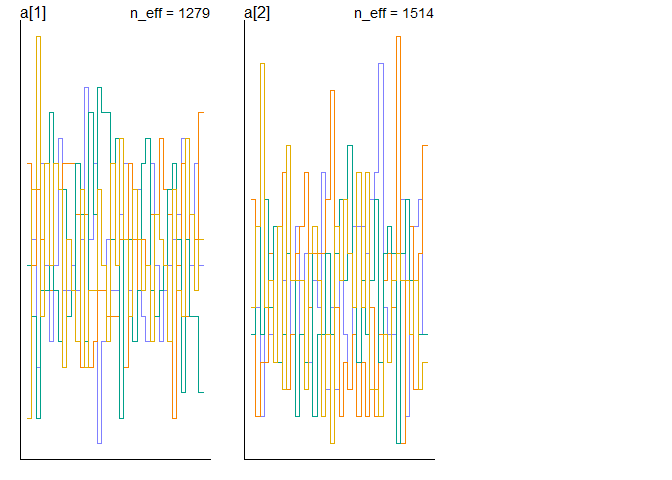 a[1] n_eff = 1279 a[2] n_eff = 1514